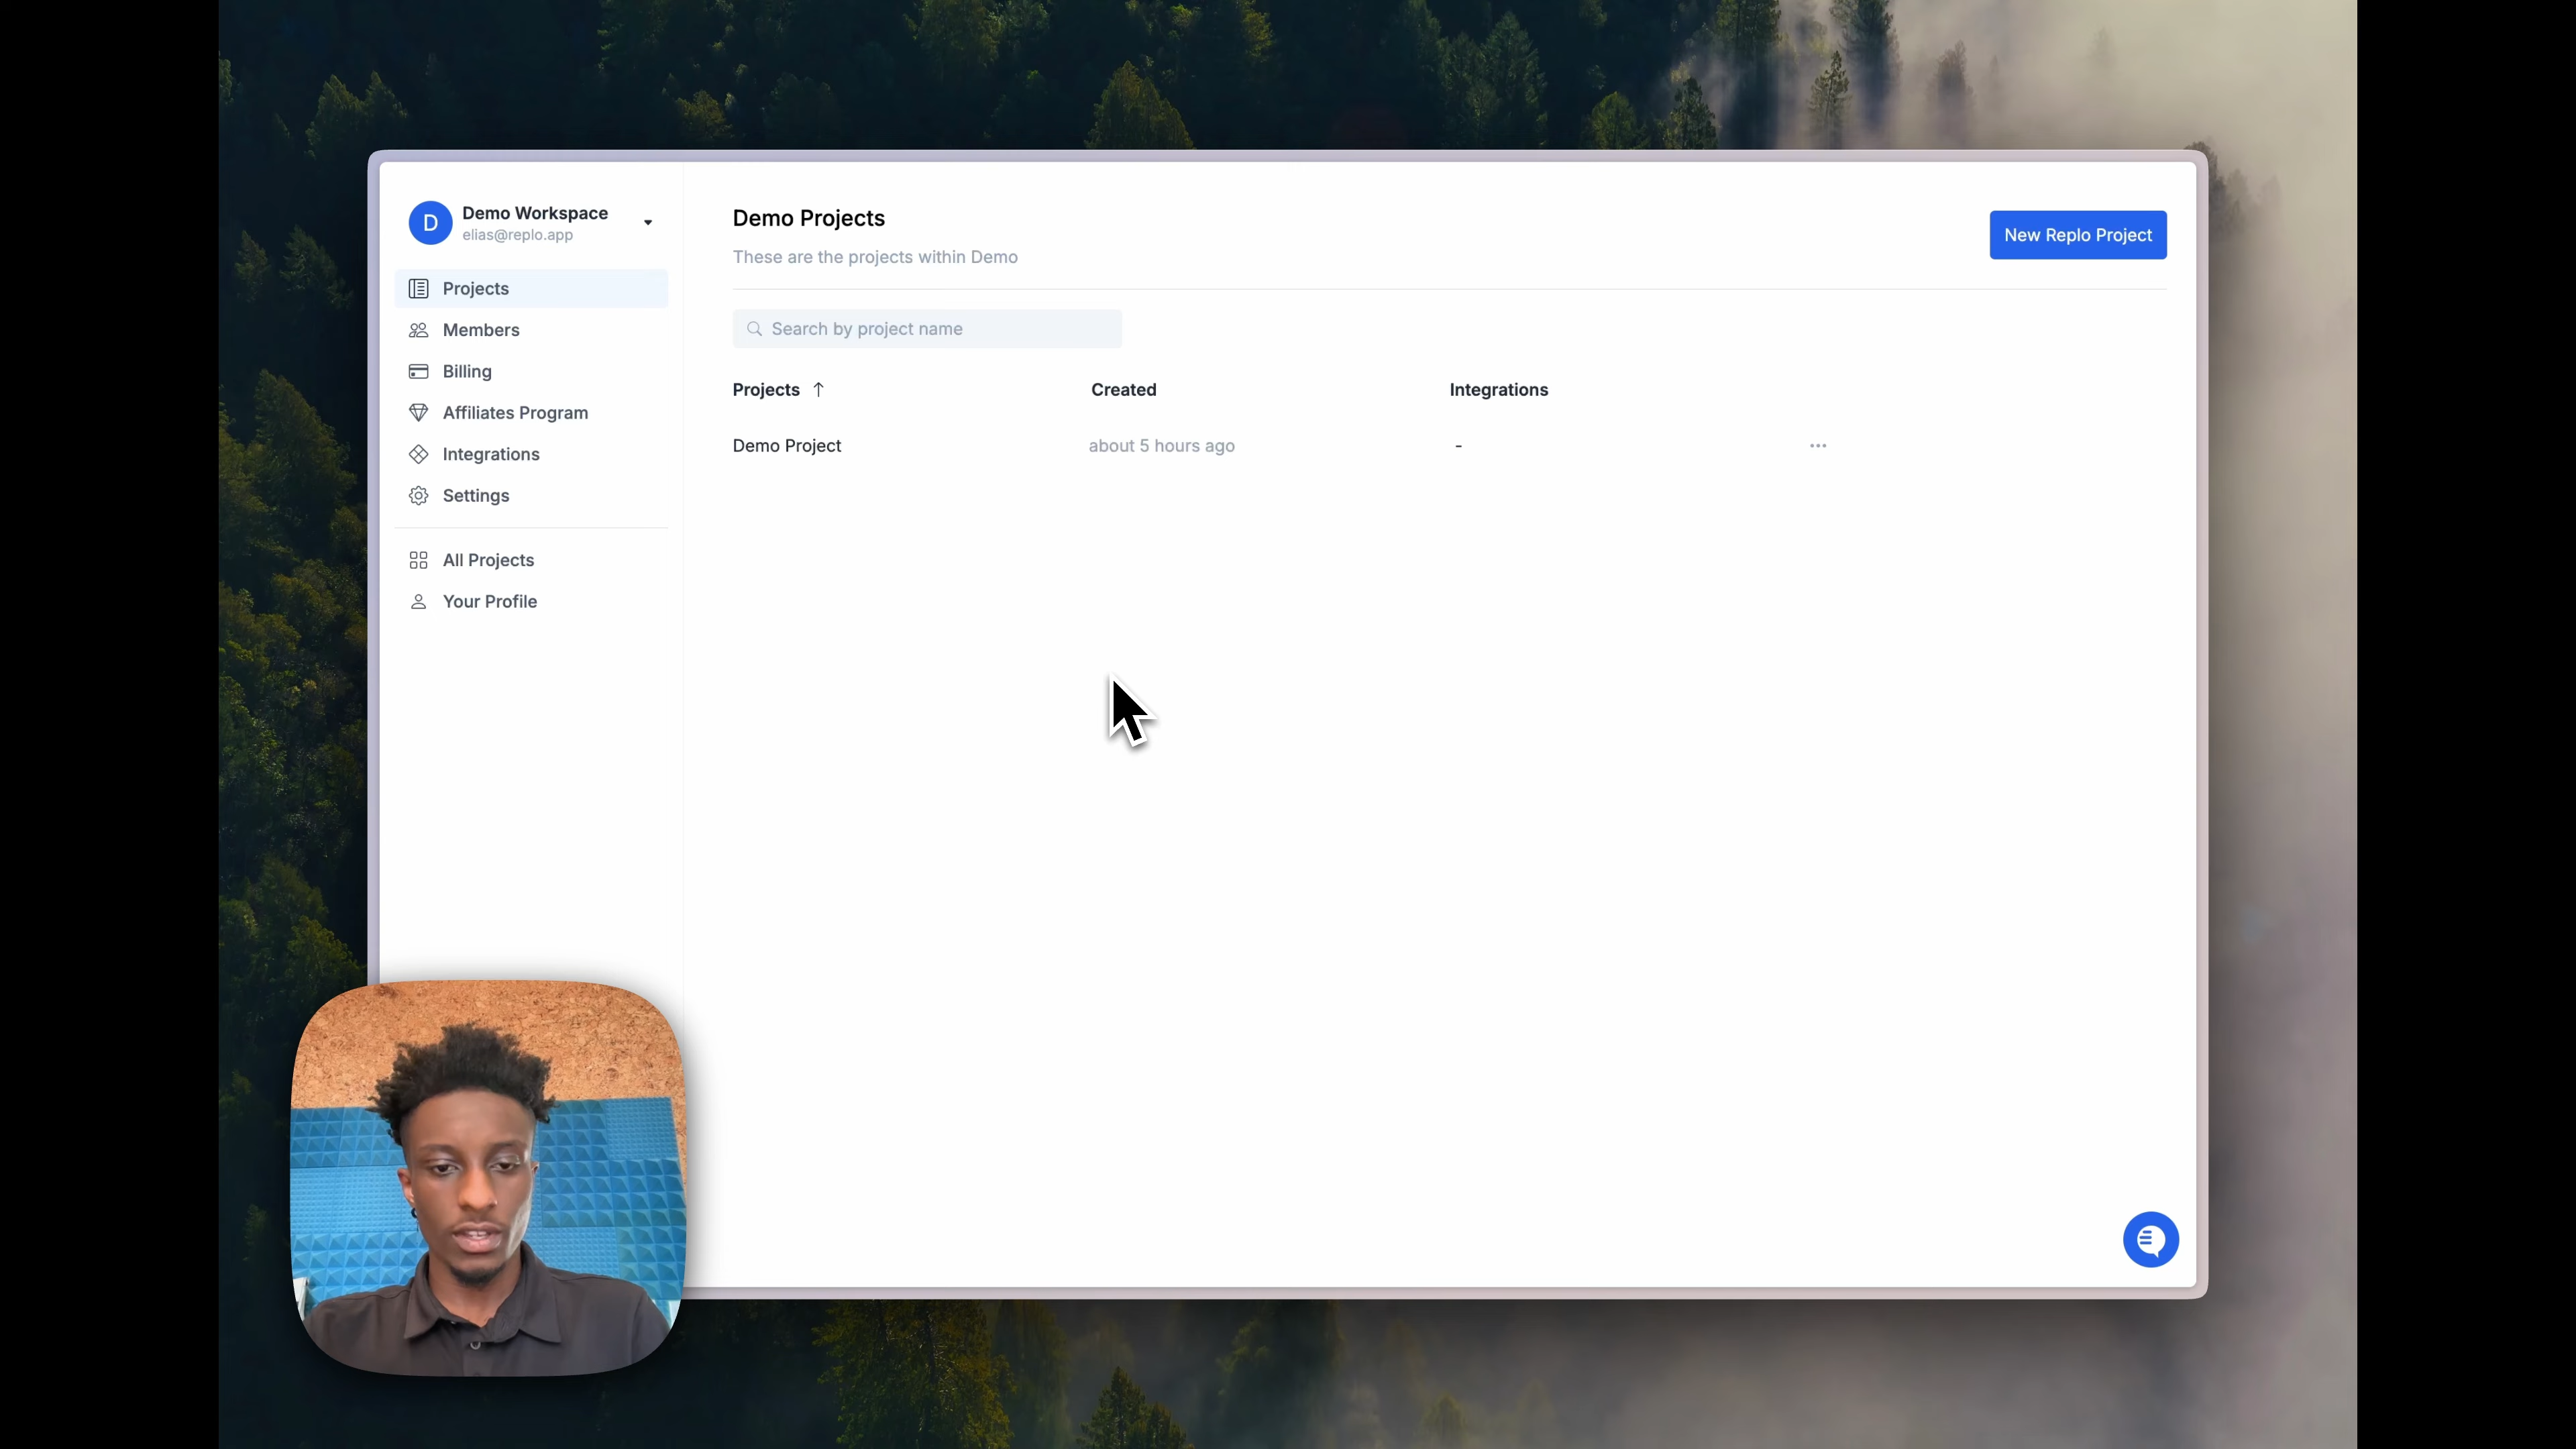 D
Demo Workspace
elias@replo.app
Projects
Members
Billing
Affiliates Program
Integrations
Settings
All Projects
Your Profile
Demo Projects
These are the projects within Demo
New Replo Project
Search by project name
Projects ↑ Created Integrations
Demo Project about 5 hours ago -